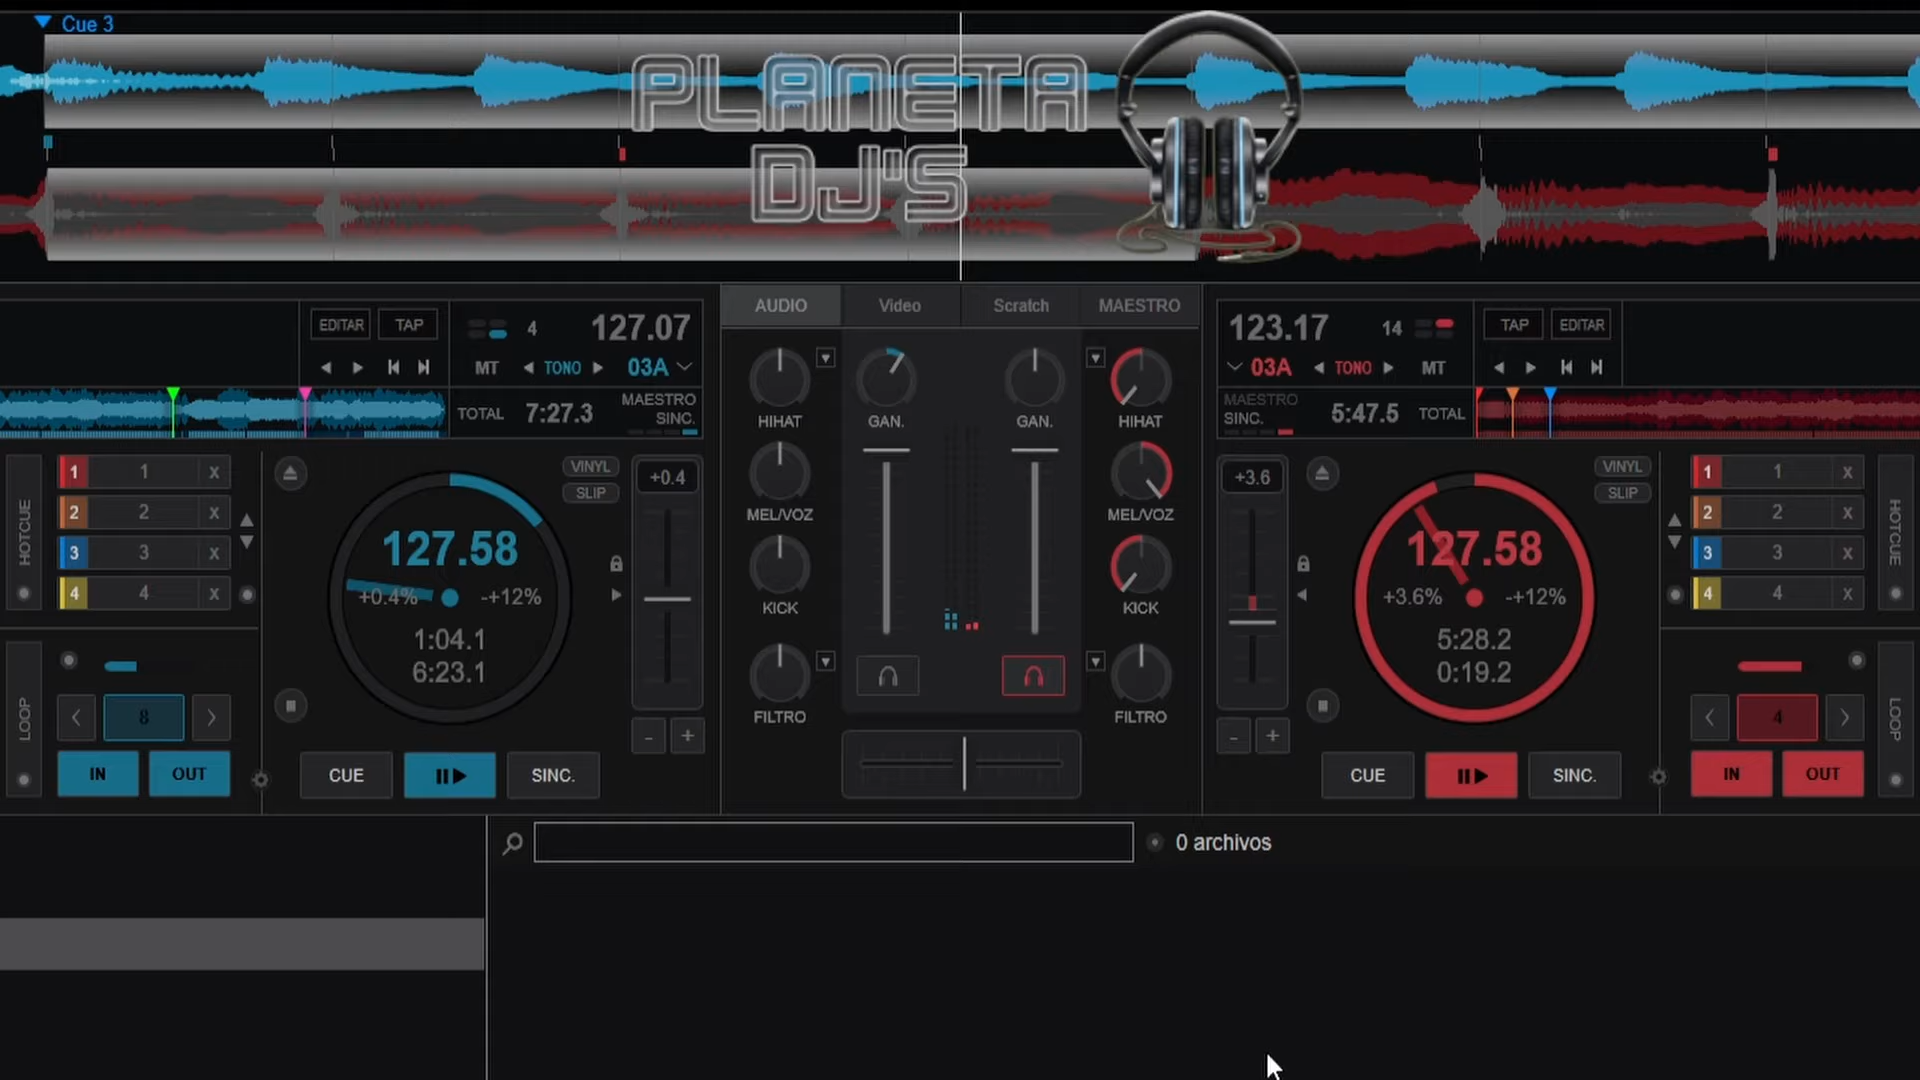 Cue 3
PLANETA
DJ'S
EDITAR TAP 4 127.07
MT TONO 03A
TOTAL 7:27.3 MAESTRO SINC.
AUDIO Video Scratch MAESTRO
HIHAT GAN. GAN. HIHAT
MEL/VOZ MEL/VOZ
KICK KICK
FILTRO FILTRO
123.17 14 TAP EDITAR
03A TONO MT
MAESTRO SINC. 5:47.5 TOTAL
HOTCUE
1 1 x
2 2 x
3 3 x
4 4 x
VINYL
SLIP
+0.4
127.58
+0.4% -+12%
1:04.1
6:23.1
LOOP
8
IN OUT
CUE SINC.
- +
+3.6
VINYL
SLIP
127.58
+3.6% -+12%
5:28.2
0:19.2
- +
CUE SINC.
1 1 x
2 2 x
3 3 x
4 4 x
HOTCUE
4
IN OUT
LOOP
0 archivos